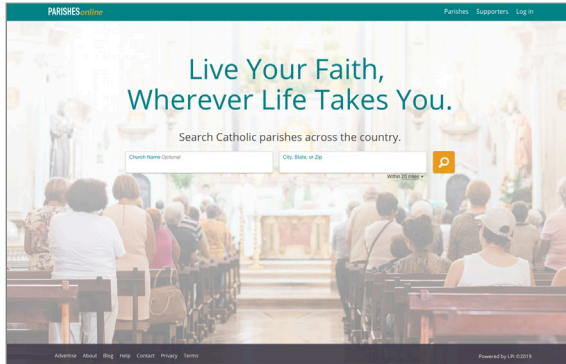 PARISHESonline
Parishes Supporters Log in
Live Your Faith,
Wherever Life Takes You.
Search Catholic parishes across the country.
Church Name Optional
City, State, or Zip
Within 20 miles
Advertise About Blog Help Contact Privacy Terms
Powered by LPi ©2019